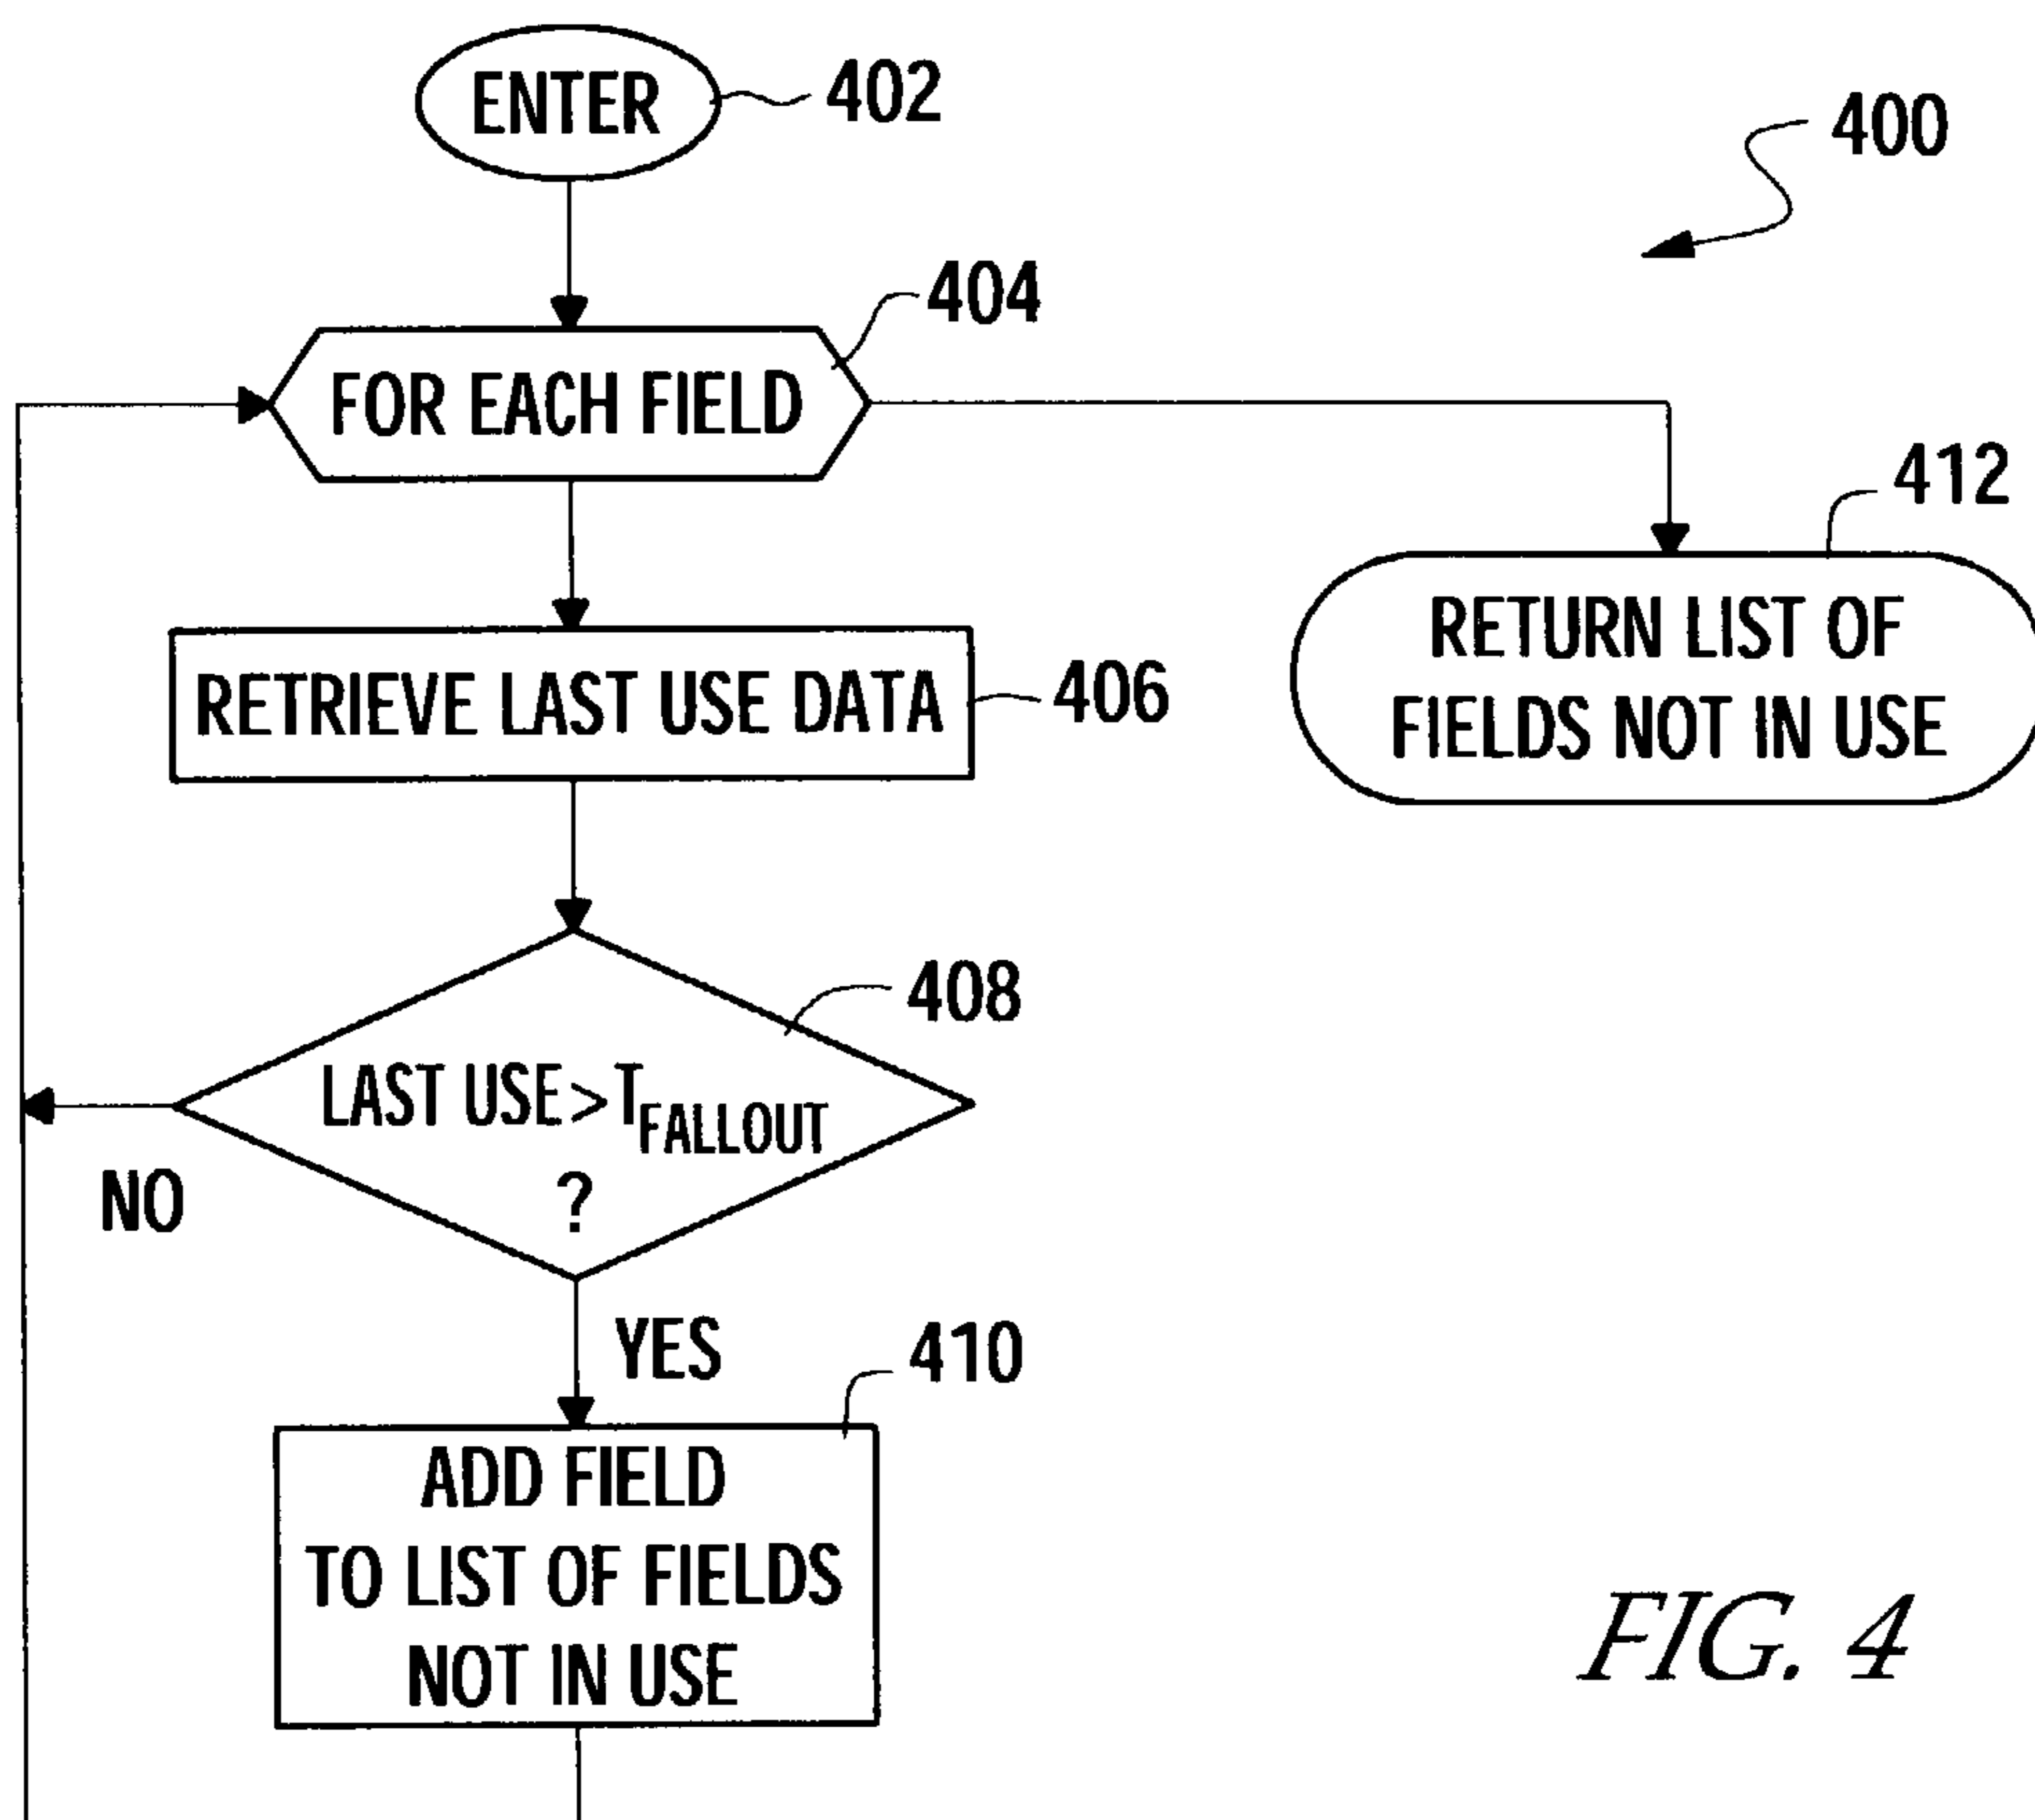 ENTER
402
400
404
FOR EACH FIELD
412
RETURN LIST OF
FIELDS NOT IN USE
RETRIEVE LAST USE DATA
406
408
LAST USE>T_FALLOUT
?
NO
YES
410
ADD FIELD
TO LIST OF FIELDS
NOT IN USE
FIG. 4